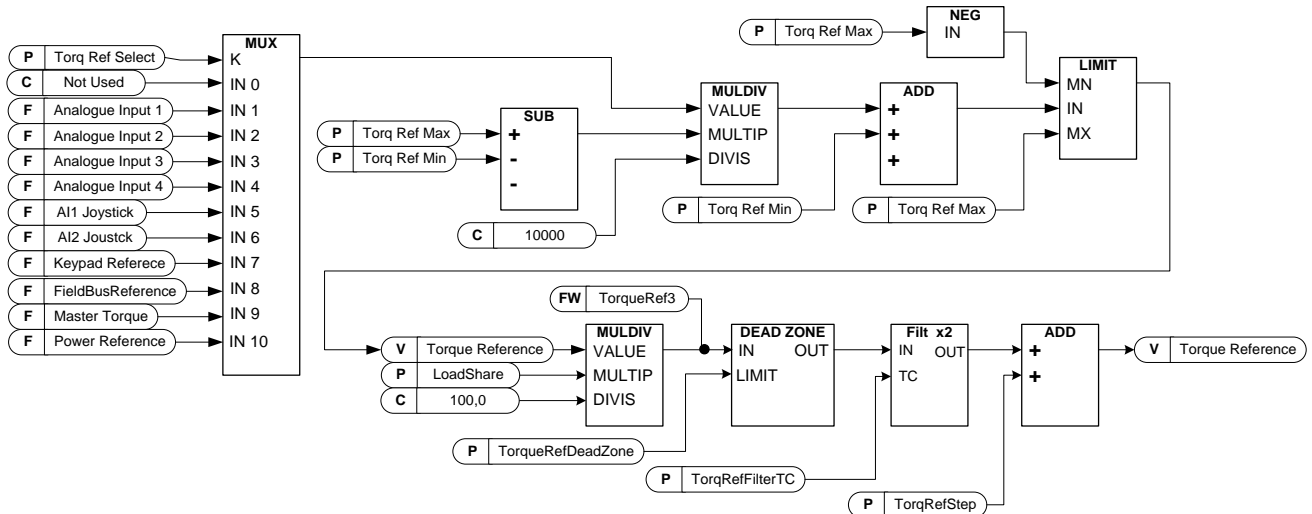 NEG
IN
P Torq Ref Max
MUX
K
IN 0
IN 1
IN 2
IN 3
IN 4
IN 5
IN 6
IN 7
IN 8
IN 9
IN 10
P Torq Ref Select
C Not Used
F Analogue Input 1
F Analogue Input 2
F Analogue Input 3
F Analogue Input 4
F AI1 Joystick
F AI2 Joustck
F Keypad Referece
F FieldBusReference
F Master Torque
F Power Reference
SUB
+
-
-
P Torq Ref Max
P Torq Ref Min
MULDIV
VALUE
MULTIP
DIVIS
C 10000
ADD
+
+
+
P Torq Ref Min
P Torq Ref Max
LIMIT
MN
IN
MX
FW TorqueRef3
V Torque Reference
P LoadShare
C 100,0
MULDIV
VALUE
MULTIP
DIVIS
DEAD ZONE
IN OUT
LIMIT
P TorqueRefDeadZone
Filt x2
IN OUT
TC
P TorqRefFilterTC
ADD
+
+
P TorqRefStep
V Torque Reference